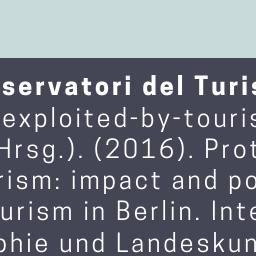 servatori del Turis
exploited-by-touris
Hrsg.). (2016). Prot
rism: impact and po
urism in Berlin. Inte
phie und Landeskun